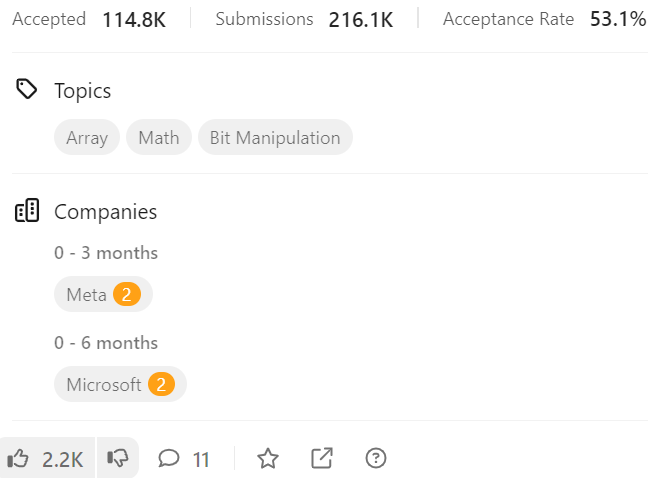 Accepted 114.8K Submissions 216.1K Acceptance Rate 53.1%
Topics
Array Math Bit Manipulation
Companies
0 - 3 months
Meta 2
0 - 6 months
Microsoft 2
2.2K 11